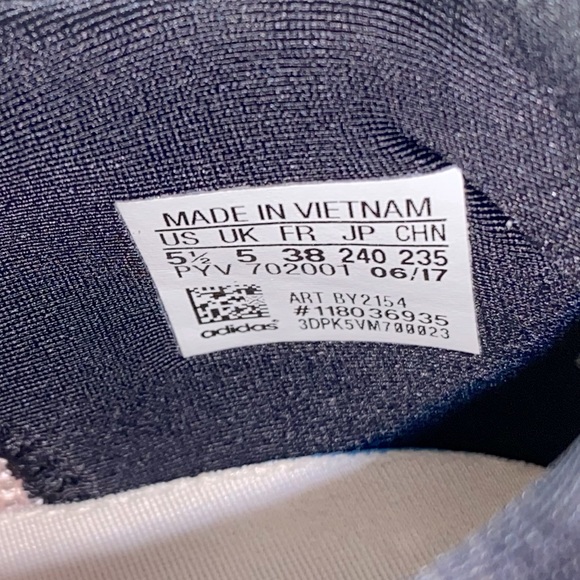 MADE IN VIETNAM
US UK FR JP CHN
5½ 5 38 240 235
PYV 702001 06/17
ART BY2154
#118036935
adidas 3DPK5VM700023